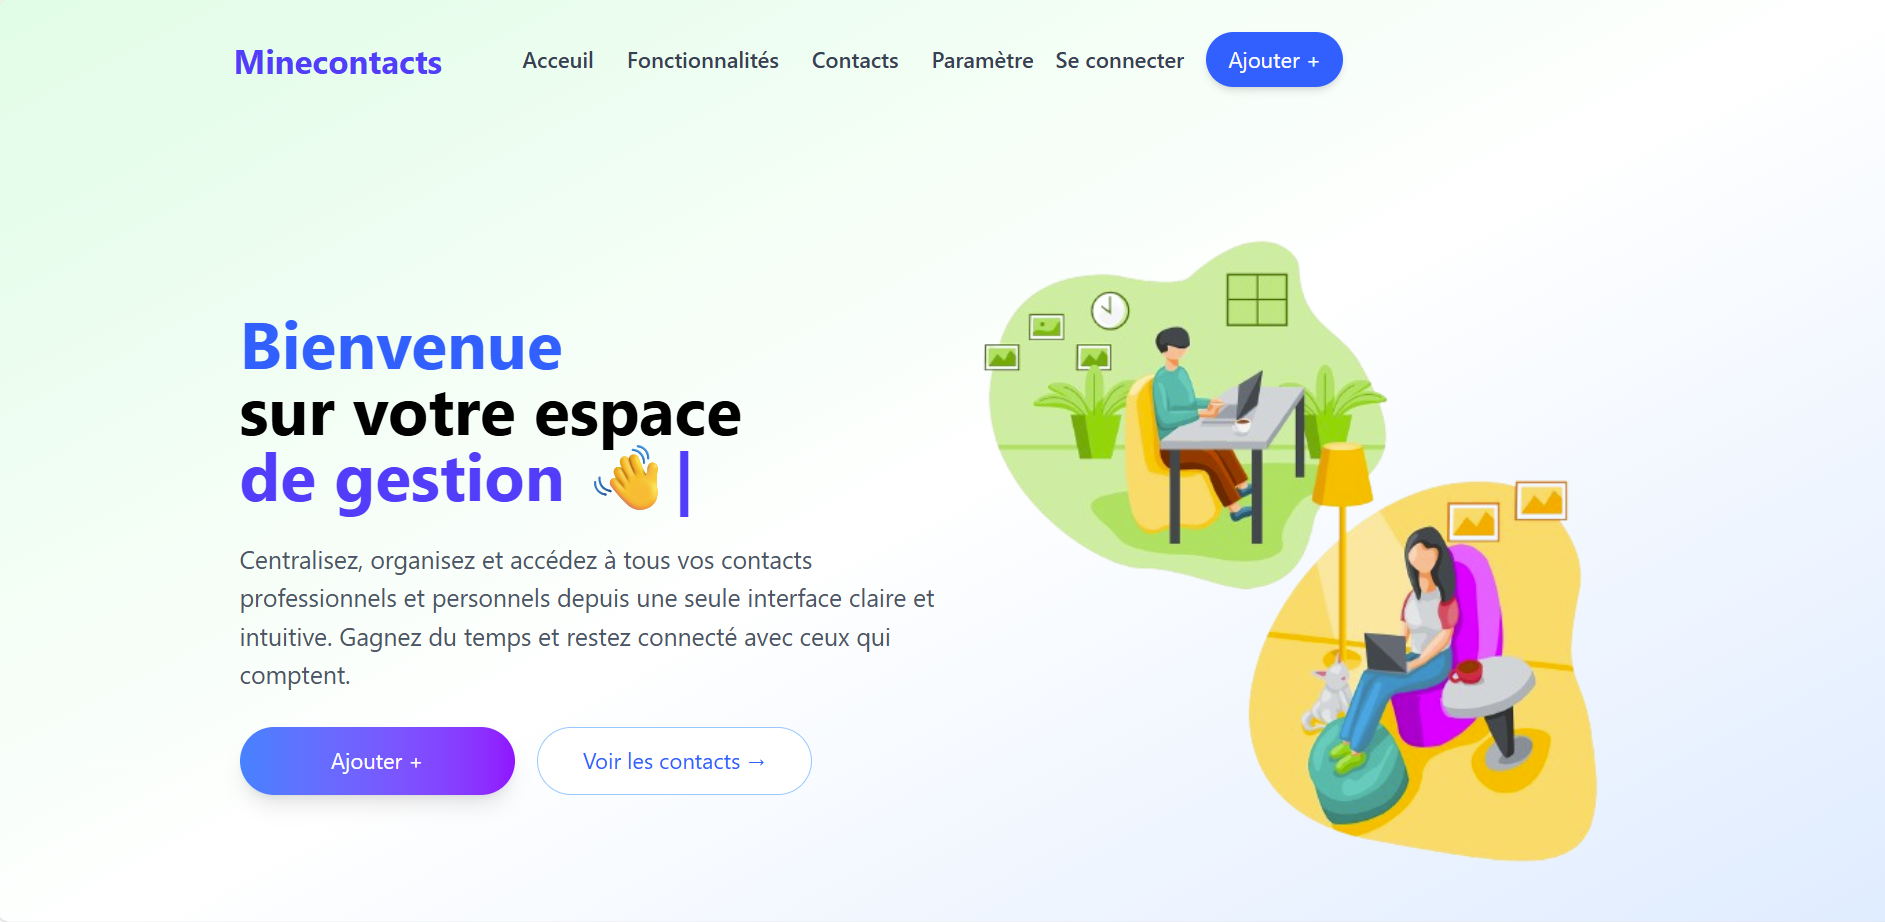 Minecontacts
Acceuil Fonctionnalités Contacts Paramètre Se connecter Ajouter +
Bienvenue
sur votre espace
de gestion 👋 |
Centralisez, organisez et accédez à tous vos contacts
professionnels et personnels depuis une seule interface claire et
intuitive. Gagnez du temps et restez connecté avec ceux qui
comptent.
Ajouter +
Voir les contacts →